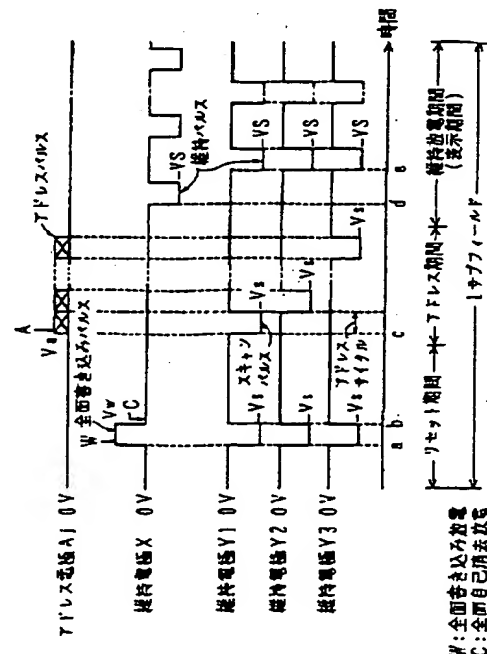 アドレス電極Aj 0V
Va
A
アドレスパルス
W
Vw
全面書き込みパルス
C
維持電極X 0V
-VS
維持パルス
維持電極Y1 0V
-Vs
スキャンパルス
-Vs
-VS
維持電極Y2 0V
-Vs
-Vs
-VS
維持電極Y3 0V
-Vs
アドレスサイクル
-Vs
-VS
a
b
c
d
e
時間
リセット期間
アドレス期間
維持放電期間
(表示期間)
1サブフィールド
W:全面書き込み放電
C:全面自己消去放電